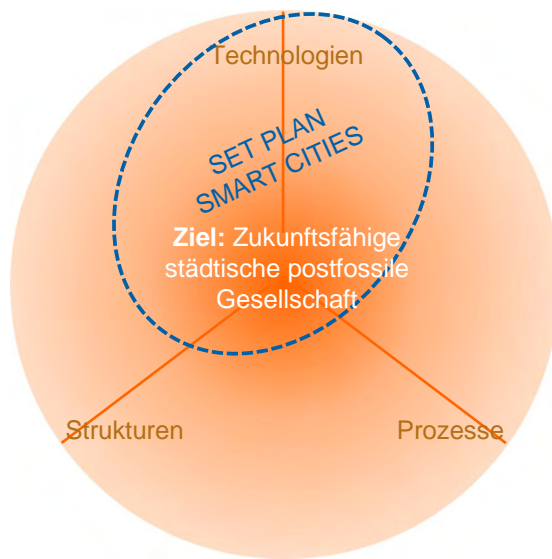 Technologien
SET PLAN
SMART CITIES
Ziel: Zukunftsfähige
städtische postfossile
Gesellschaft
Strukturen
Prozesse